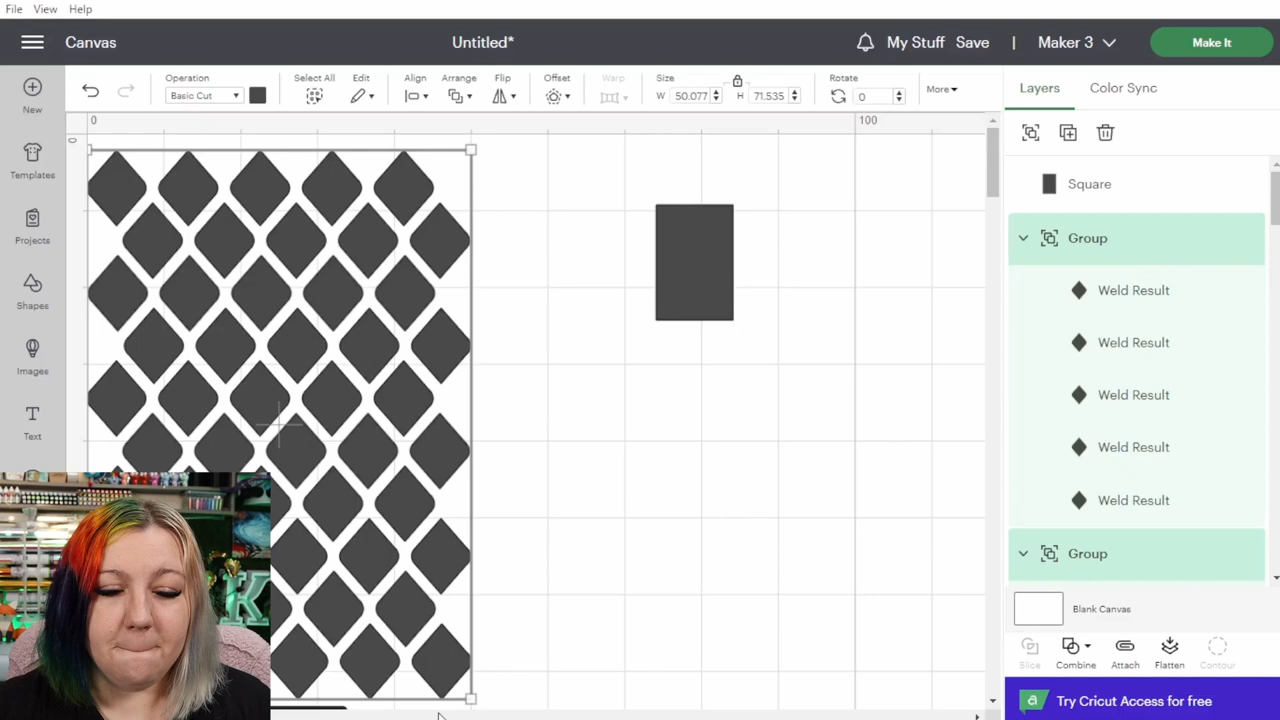 File View Help
Canvas Untitled* My Stuff Save | Maker 3 Make It
Operation Select All Edit Align Arrange Flip Offset Warp Size Rotate
Basic Cut W 50.077 H 71.535 0 More
Layers Color Sync
New
Templates
Projects
Shapes
Images
Text
0 100
0
Square
Group
Weld Result
Weld Result
Weld Result
Weld Result
Weld Result
Group
Blank Canvas
Slice Combine Attach Flatten Contour
a Try Cricut Access for free
K